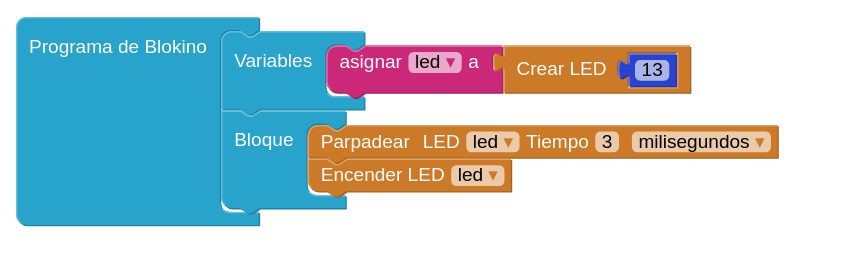 Programa de Blokino
Variables
asignar led ▾ a
Crear LED 13
Bloque
Parpadear LED led ▾ Tiempo 3 milisegundos ▾
Encender LED led ▾